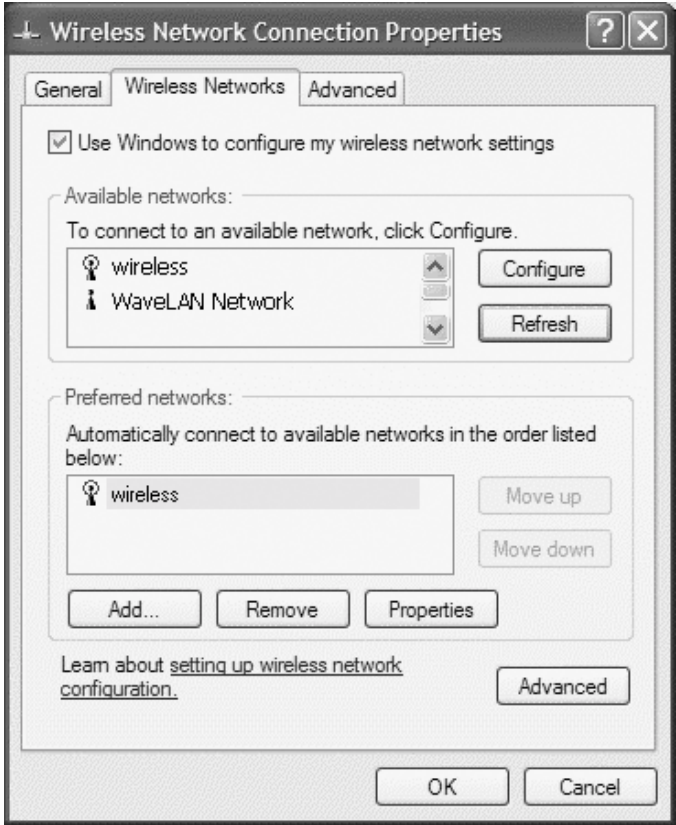 Wireless Network Connection Properties
General
Wireless Networks
Advanced
Use Windows to configure my wireless network settings
Available networks:
To connect to an available network, click Configure.
wireless
WaveLAN Network
Configure
Refresh
Preferred networks:
Automatically connect to available networks in the order listed
below:
wireless
Move up
Move down
Add...
Remove
Properties
Learn about setting up wireless network
configuration.
Advanced
OK
Cancel